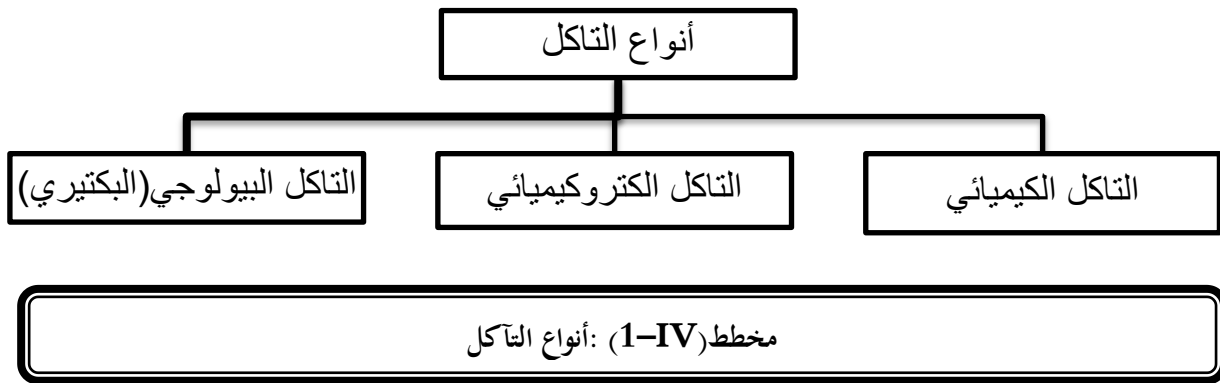 أنواع التاكل
التاكل الكيميائي
التاكل الكتروكيميائي
التاكل البيولوجي(البكتيري)
مخطط(1–IV) :أنواع التآكل